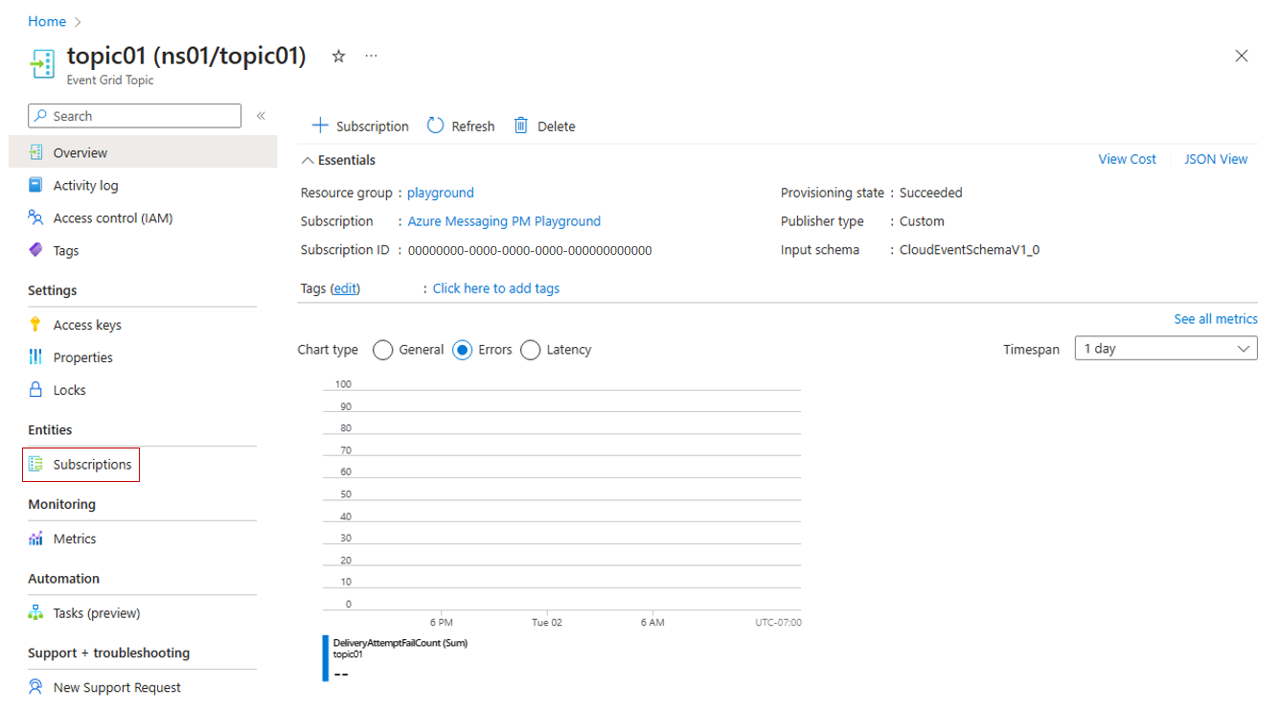 Home
topic01 (ns01/topic01)
Event Grid Topic
Search
Overview
Activity log
Access control (IAM)
Tags
Settings
Access keys
Properties
Locks
Entities
Subscriptions
Monitoring
Metrics
Automation
Tasks (preview)
Support + troubleshooting
New Support Request
Subscription Refresh Delete
Essentials View Cost JSON View
Resource group : playground
Subscription : Azure Messaging PM Playground
Subscription ID : 00000000-0000-0000-0000-000000000000
Provisioning state : Succeeded
Publisher type : Custom
Input schema : CloudEventSchemaV1_0
Tags (edit) : Click here to add tags
See all metrics
Chart type General Errors Latency Timespan 1 day
100
90
80
70
60
50
40
30
20
10
0
6 PM Tue 02 6 AM UTC-07:00
DeliveryAttemptFailCount (Sum)
topic01
--